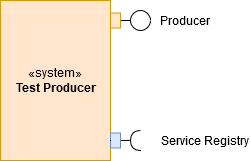 Producer
«system»
Test Producer
Service Registry